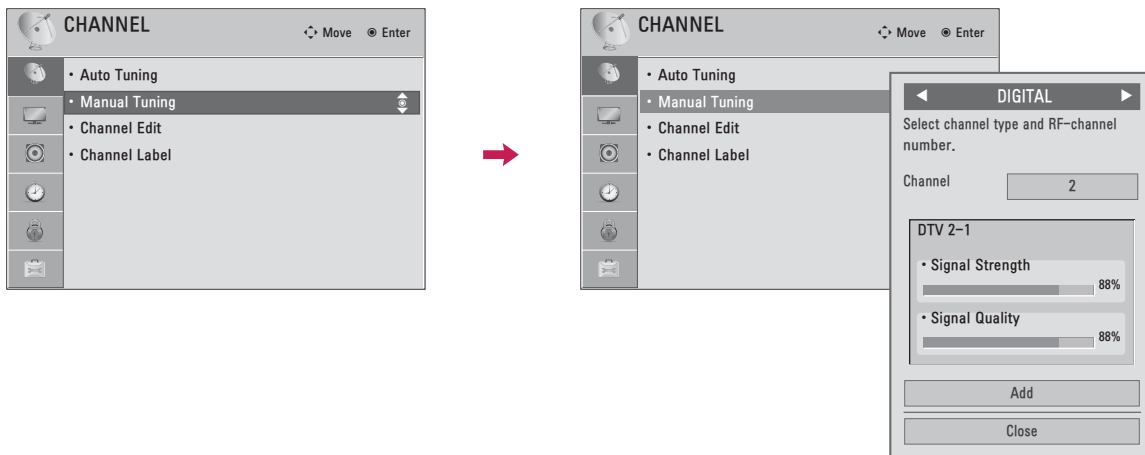 CHANNEL
Move
Enter
• Auto Tuning
• Manual Tuning
• Channel Edit
• Channel Label
CHANNEL
Move
Enter
• Auto Tuning
• Manual Tuning
• Channel Edit
• Channel Label
◀ DIGITAL ▶
Select channel type and RF-channel
number.
Channel 2
DTV 2-1
• Signal Strength
88%
• Signal Quality
88%
Add
Close